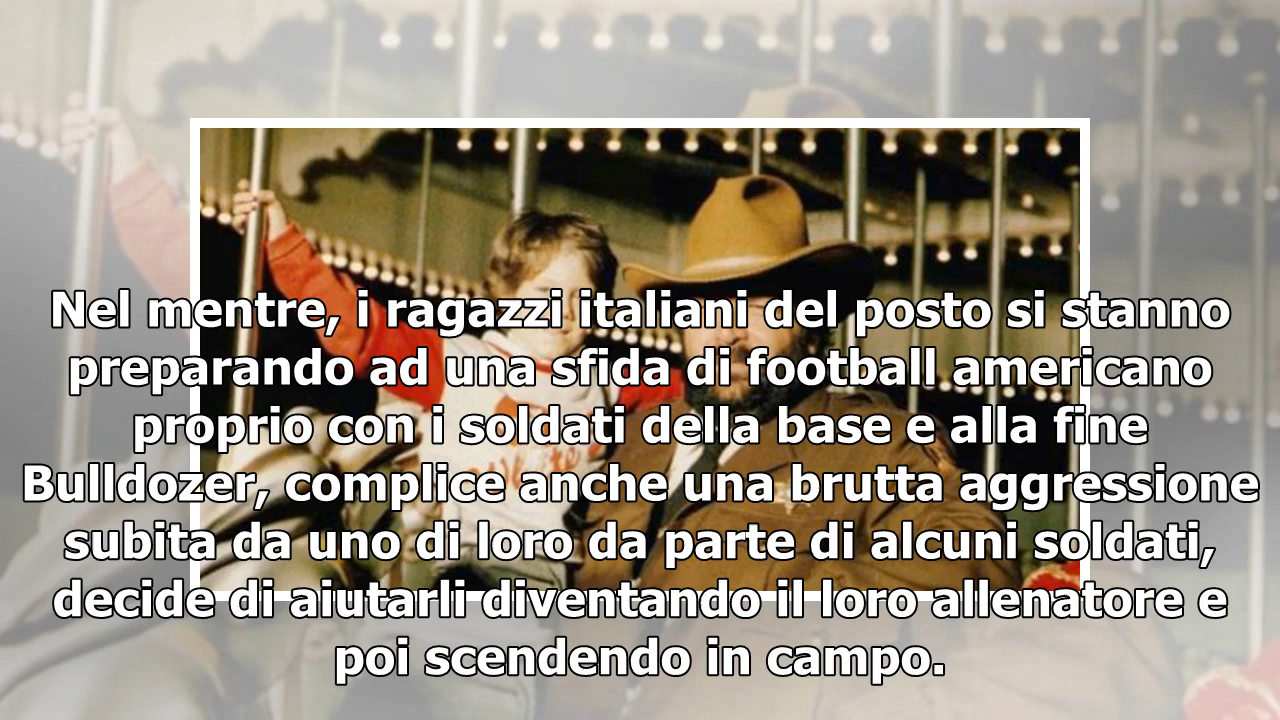 Nel mentre, i ragazzi italiani del posto si stanno
preparando ad una sfida di football americano
proprio con i soldati della base e alla fine
Bulldozer, complice anche una brutta aggressione
subita da uno di loro da parte di alcuni soldati,
decide di aiutarli diventando il loro allenatore e
poi scendendo in campo.